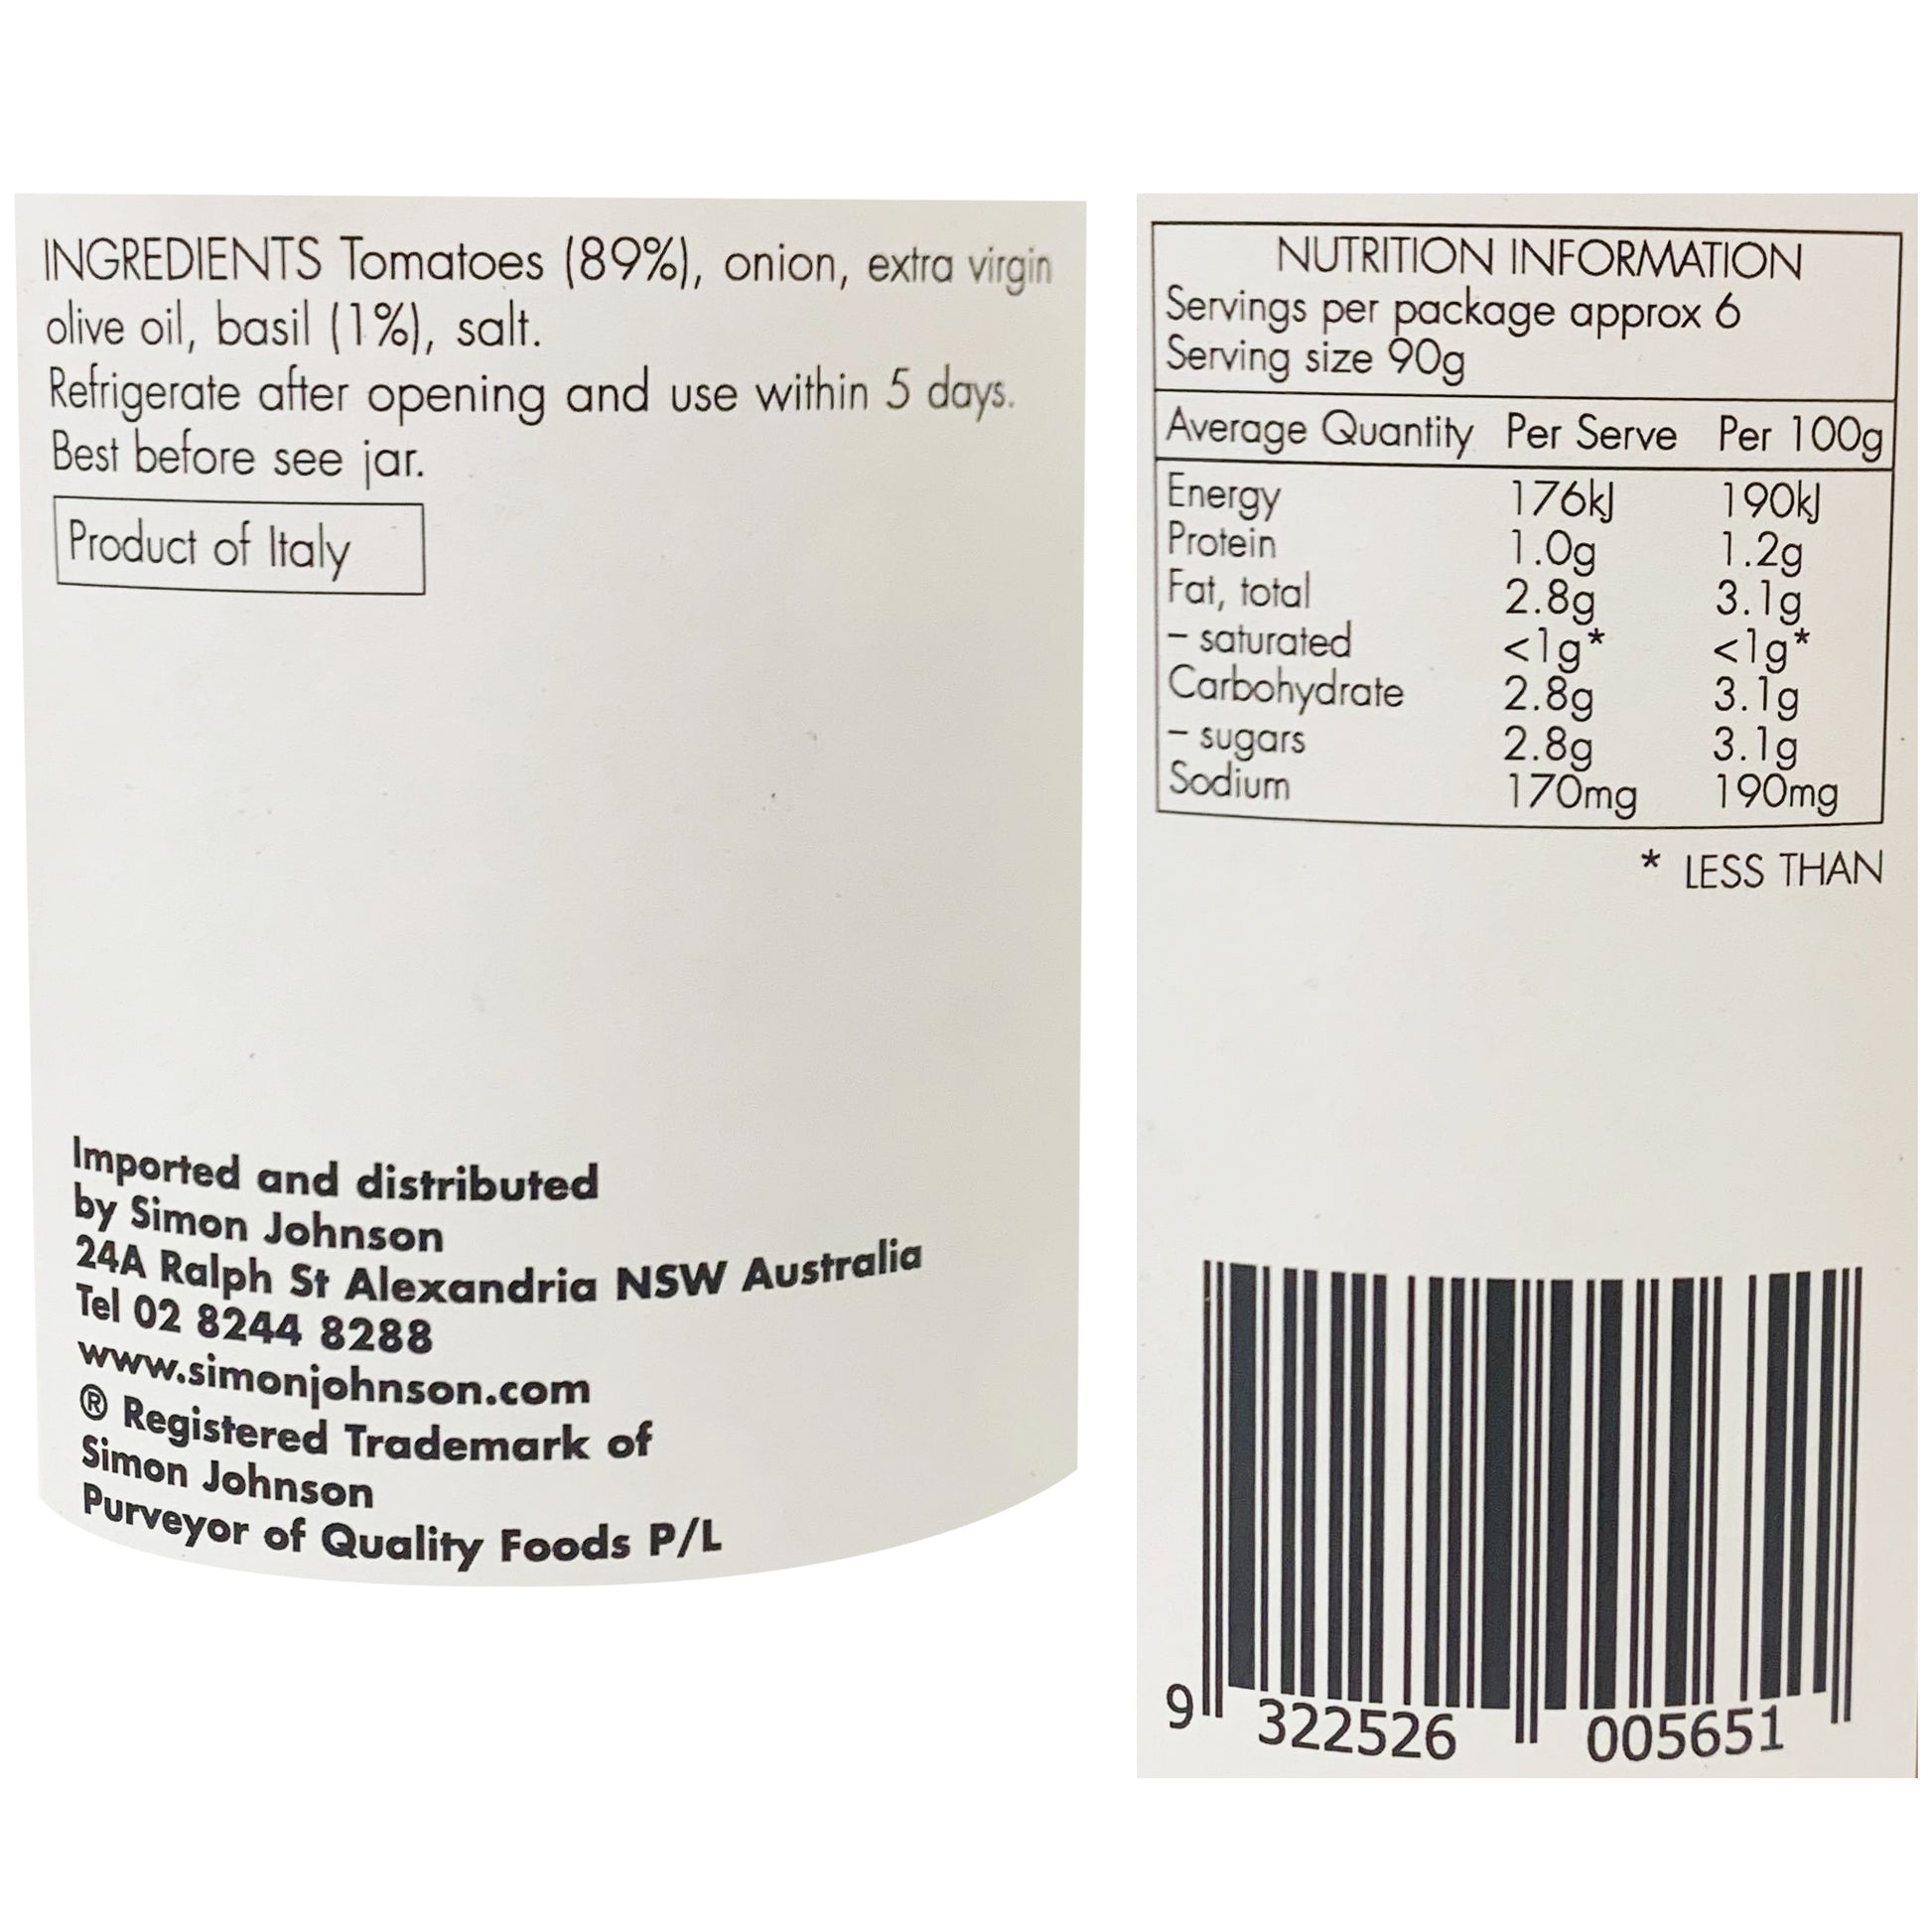 INGREDIENTS Tomatoes (89%), onion, extra virgin
olive oil, basil (1%), salt.
Refrigerate after opening and use within 5 days.
Best before see jar.
Product of Italy
Imported and distributed
by Simon Johnson
24A Ralph St Alexandria NSW Australia
Tel 02 8244 8288
www.simonjohnson.com
® Registered Trademark of
Simon Johnson
Purveyor of Quality Foods P/L
NUTRITION INFORMATION
Servings per package approx 6
Serving size 90g
Average Quantity Per Serve Per 100g
Energy 176kJ 190kJ
Protein 1.0g 1.2g
Fat, total 2.8g 3.1g
– saturated <1g* <1g*
Carbohydrate 2.8g 3.1g
– sugars 2.8g 3.1g
Sodium 170mg 190mg
* LESS THAN
9 322526 005651